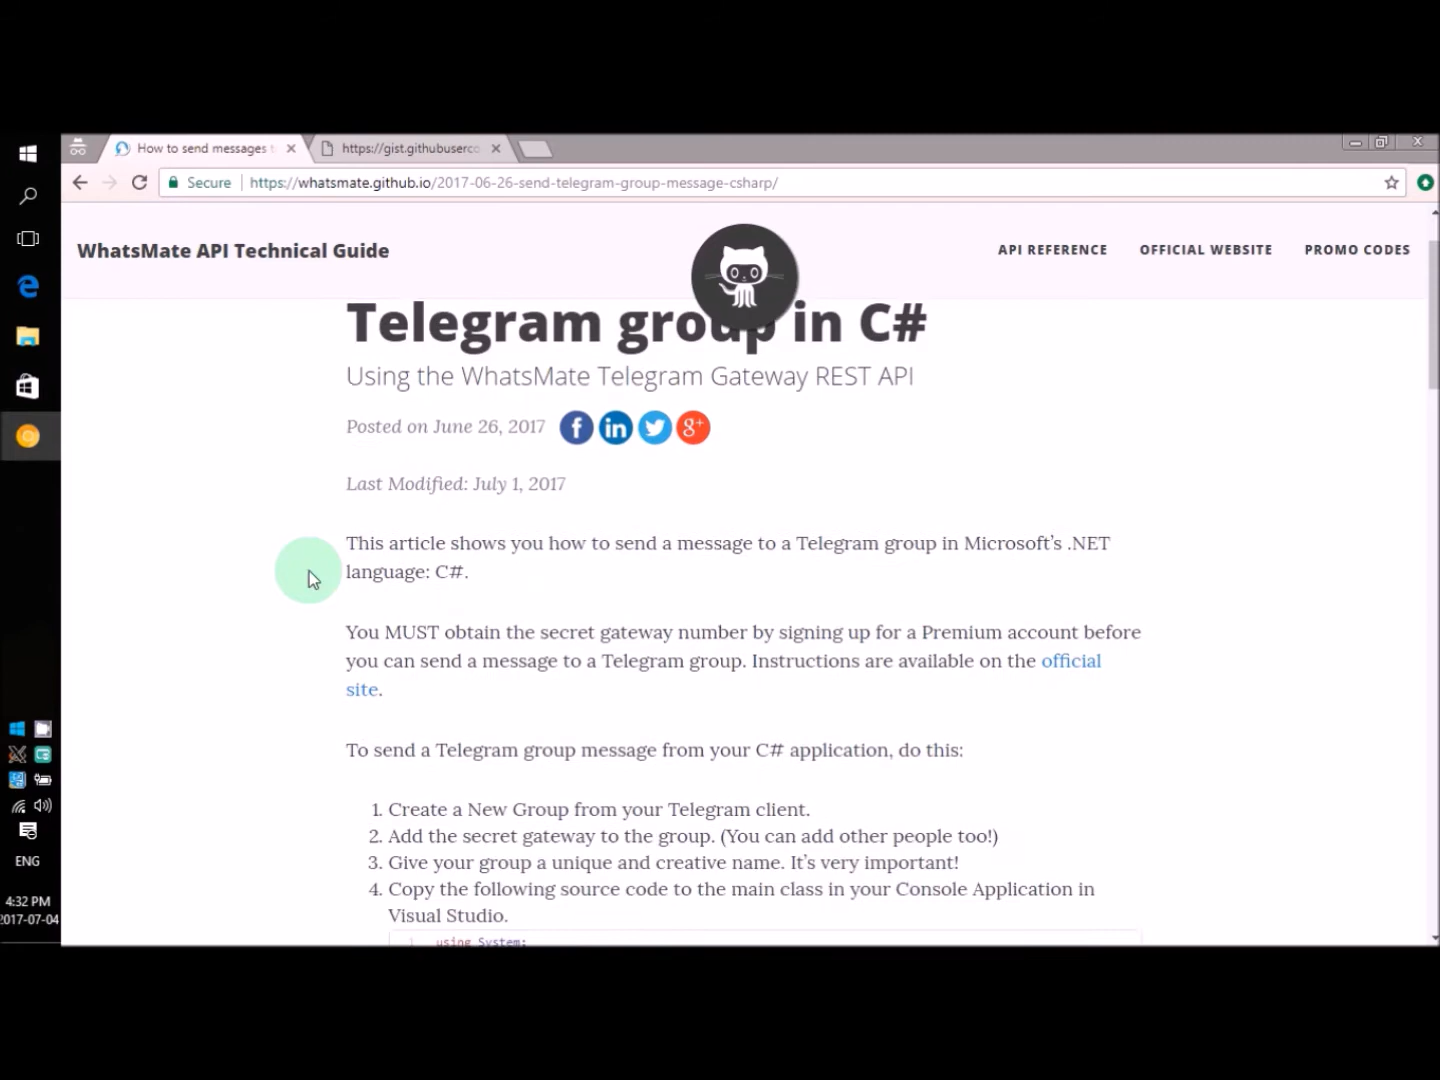 How to send messages t
https://gist.githubuserco
Secure
https://whatsmate.github.io/2017-06-26-send-telegram-group-message-csharp/
WhatsMate API Technical Guide
API REFERENCE
OFFICIAL WEBSITE
PROMO CODES
Telegram group in C#
Using the WhatsMate Telegram Gateway REST API
Posted on June 26, 2017
Last Modified: July 1, 2017
This article shows you how to send a message to a Telegram group in Microsoft’s .NET
language: C#.
You MUST obtain the secret gateway number by signing up for a Premium account before
you can send a message to a Telegram group. Instructions are available on the official
site.
To send a Telegram group message from your C# application, do this:
1. Create a New Group from your Telegram client.
2. Add the secret gateway to the group. (You can add other people too!)
3. Give your group a unique and creative name. It’s very important!
4. Copy the following source code to the main class in your Console Application in
Visual Studio.
1 using System;
ENG
4:32 PM
2017-07-04